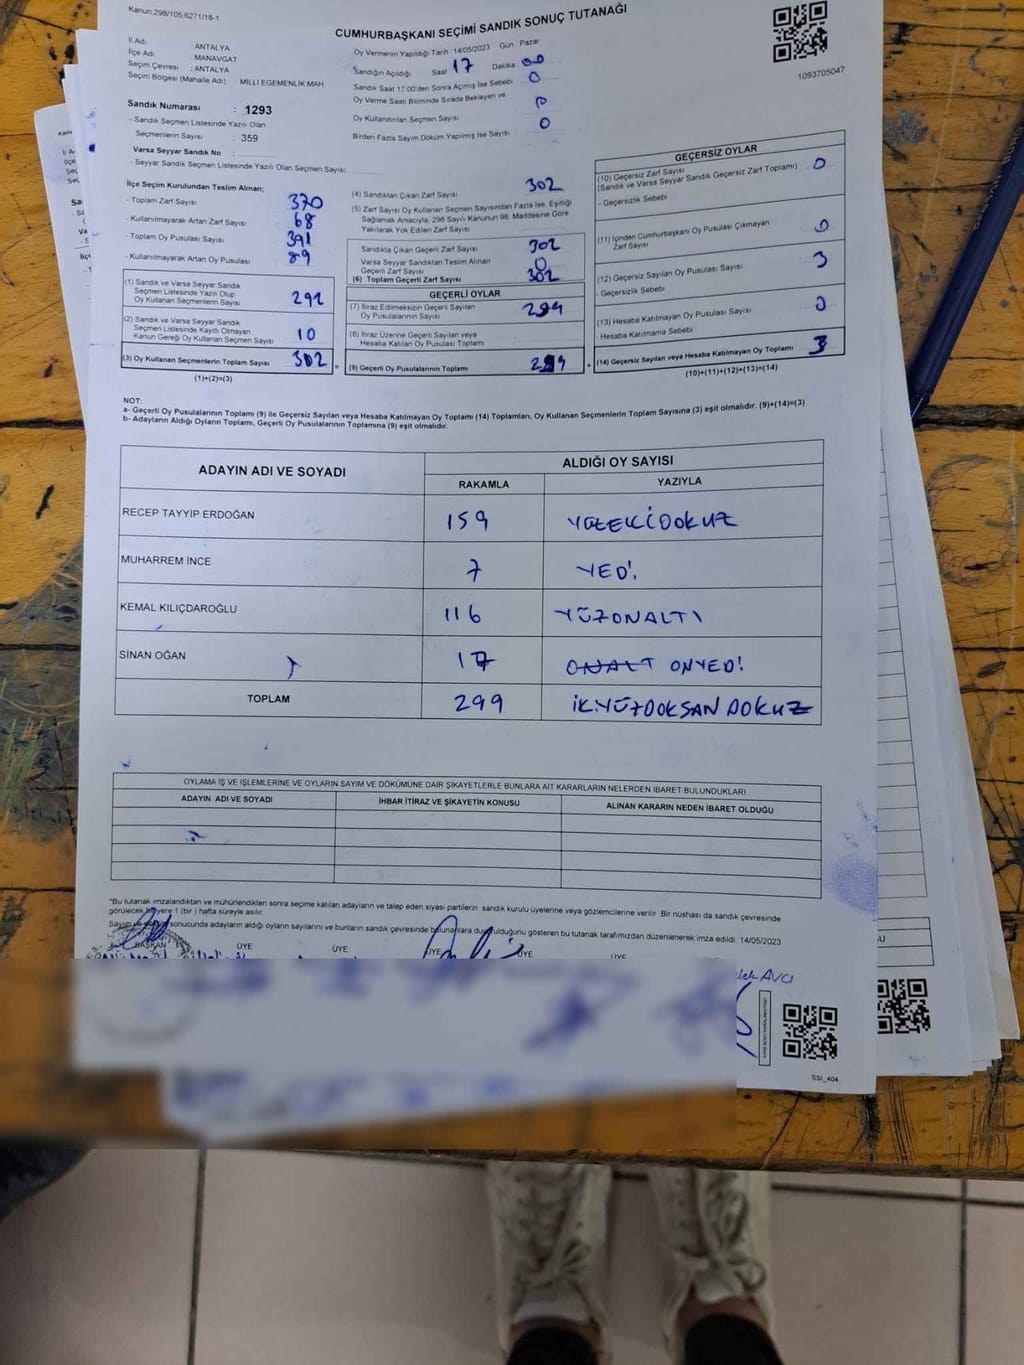 Kanun.298/105,6271/18-1
CUMHURBAŞKANI SEÇİMİ SANDIK SONUÇ TUTANAĞI
İl Adı : ANTALYA
İlçe Adı : MANAVGAT
Seçim Çevresi : ANTALYA
Seçim Bölgesi (Mahalle Adı) : MİLLİ EGEMENLİK MAH
Sandık Numarası : 1293
- Sandık Seçmen Listesinde Yazılı Olan
Seçmenlerin Sayısı : 359
Varsa Seyyar Sandık No :
- Seyyar Sandık Seçmen Listesinde Yazılı Olan Seçmen Sayısı:
Oy Vermenin Yapıldığı Tarih : 14/05/2023 Gün : Pazar
Sandığın Açıldığı Saat 17 Dakika 00
Sandık Saat 17:00'den Sonra Açımış İse Sebebi 0
Oy Verme Saati Bitiminde Sırada Bekleyen ve
Oy Kullandırılan Seçmen Sayısı
Birden Fazla Sayım Döküm Yapılmış İse Sayısı 0
1093705047
İlçe Seçim Kurulundan Teslim Alınan;
- Toplam Zarf Sayısı 370
- Kullanılmayarak Artan Zarf Sayısı 68
- Toplam Oy Pusulası Sayısı 391
- Kullanılmayarak Artan Oy Pusulası 89
(1) Sandık ve Varsa Seyyar Sandık
Seçmen Listesinde Yazılı Olup
Oy Kullanan Seçmenlerin Sayısı 292
(2) Sandık ve Varsa Seyyar Sandık
Seçmen Listesinde Kayıtlı Olmayan
Kanun Gereği Oy Kullanan Seçmen Sayısı 10
(3) Oy Kullanan Seçmenlerin Toplam Sayısı 302
(1)+(2)=(3)
(4) Sandıktan Çıkan Zarf Sayısı 302
(5) Zarf Sayısı Oy Kullanan Seçmen Sayısından Fazla İse, Eşitliği
Sağlamak Amacıyla, 298 Sayılı Kanunun 98. Maddesine Göre
Yakılarak Yok Edilen Zarf Sayısı
Sandıkta Çıkan Geçerli Zarf Sayısı 302
Varsa Seyyar Sandıktan Teslim Alınan
Geçerli Zarf Sayısı 0
(6) Toplam Geçerli Zarf Sayısı 302
GEÇERLİ OYLAR
(7) İtiraz Edilmeksizin Geçerli Sayılan
Oy Pusulalarının Sayısı 299
(8) İtiraz Üzerine Geçerli Sayılan veya
Hesaba Katılan Oy Pusulası Toplamı
= (9) Geçerli Oy Pusulalarının Toplamı 299
GEÇERSİZ OYLAR
(10) Geçersiz Zarf Sayısı
(Sandık ve Varsa Seyyar Sandık Geçersiz Zarf Toplamı) 0
- Geçersizlik Sebebi
(11) İçinden Cumhurbaşkanı Oy Pusulası Çıkmayan
Zarf Sayısı 0
(12) Geçersiz Sayılan Oy Pusulası Sayısı 3
- Geçersizlik Sebebi
(13) Hesaba Katılmayan Oy Pusulası Sayısı 0
- Hesaba Katılmama Sebebi
+ (14) Geçersiz Sayılan veya Hesaba Katılmayan Oy Toplamı 3
(10)+(11)+(12)+(13)=(14)
NOT:
a- Geçerli Oy Pusulalarının Toplamı (9) ile Geçersiz Sayılan veya Hesaba Katılmayan Oy Toplamı (14) Toplamları, Oy Kullanan Seçmenlerin Toplam Sayısına (3) eşit olmalıdır. (9)+(14)=(3)
b- Adayların Aldığı Oyların Toplamı, Geçerli Oy Pusulalarının Toplamına (9) eşit olmalıdır.
ADAYIN ADI VE SOYADI ALDIĞI OY SAYISI
RAKAMLA YAZIYLA
RECEP TAYYİP ERDOĞAN 159 YÜZELLİDOKUZ
MUHARREM İNCE 7 YEDİ
KEMAL KILIÇDAROĞLU 116 YÜZONALTI
SİNAN OĞAN 17 ONALT ONYEDİ
TOPLAM 299 İKİYÜZDOKSAN DOKUZ
OYLAMA İŞ VE İŞLEMLERİNE VE OYLARIN SAYIM VE DÖKÜMÜNE DAİR ŞİKAYETLERLE BUNLARA AİT KARARLARIN NELERDEN İBARET BULUNDUKLARI
ADAYIN ADI VE SOYADI İHBAR İTİRAZ VE ŞİKAYETİN KONUSU ALINAN KARARIN NEDEN İBARET OLDUĞU
*Bu tutanak imzalandıktan ve mühürlendikten sonra seçime katılan adayların ve talep eden siyasi partilerin sandık kurulu üyelerine veya gözlemcilerine verilir. Bir nüshası da sandık çevresinde
görülecek bir yere 1 (bir ) hafta süreyle asılır.
sonucunda adayların aldığı oyların sayılarını ve bunların sandık çevresinde olduğunu gösteren bu tutanak tarafımızdan düzenlenerek imza edildi. 14/05/2023
BAŞKAN ÜYE ÜYE ÜYE ÜYE ÜYE
AVCI
SSİ_404